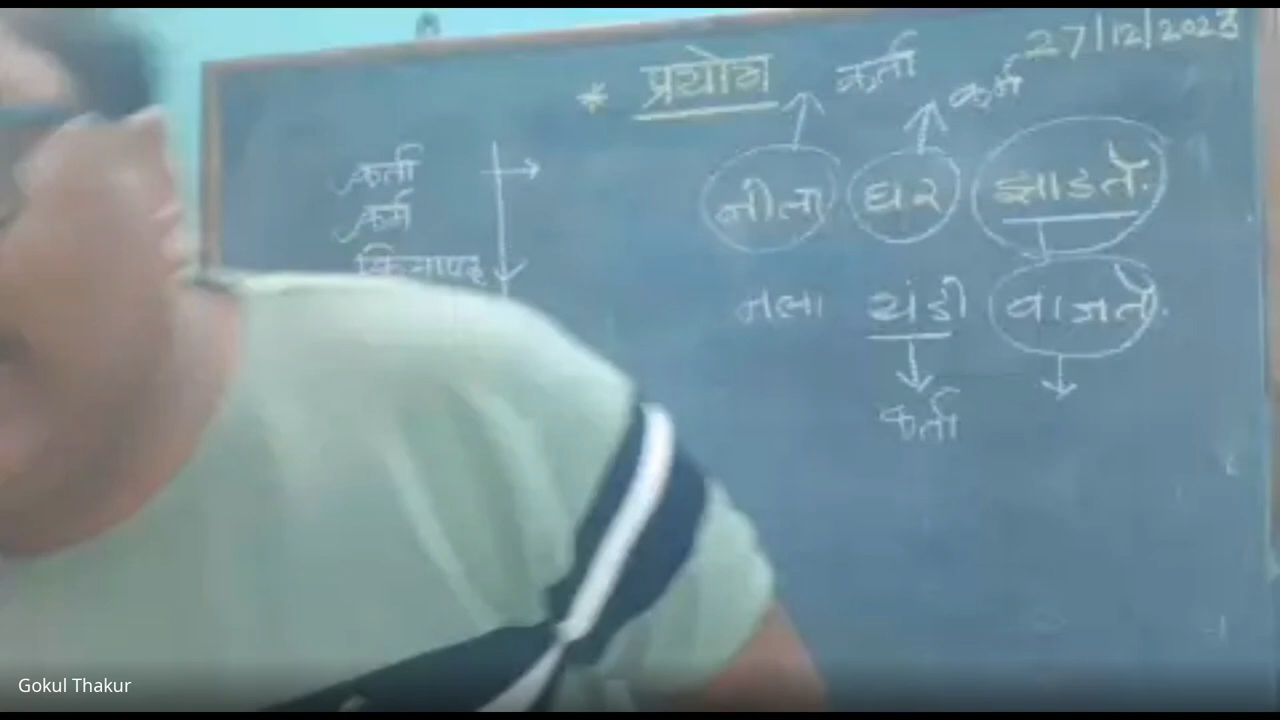 27/12/2023
* प्रयोग
कर्ता
कर्म
कर्ता
कर्म
क्रियापद
नीला घर झाडते.
मला थंडी वाजते.
कर्ता
Gokul Thakur